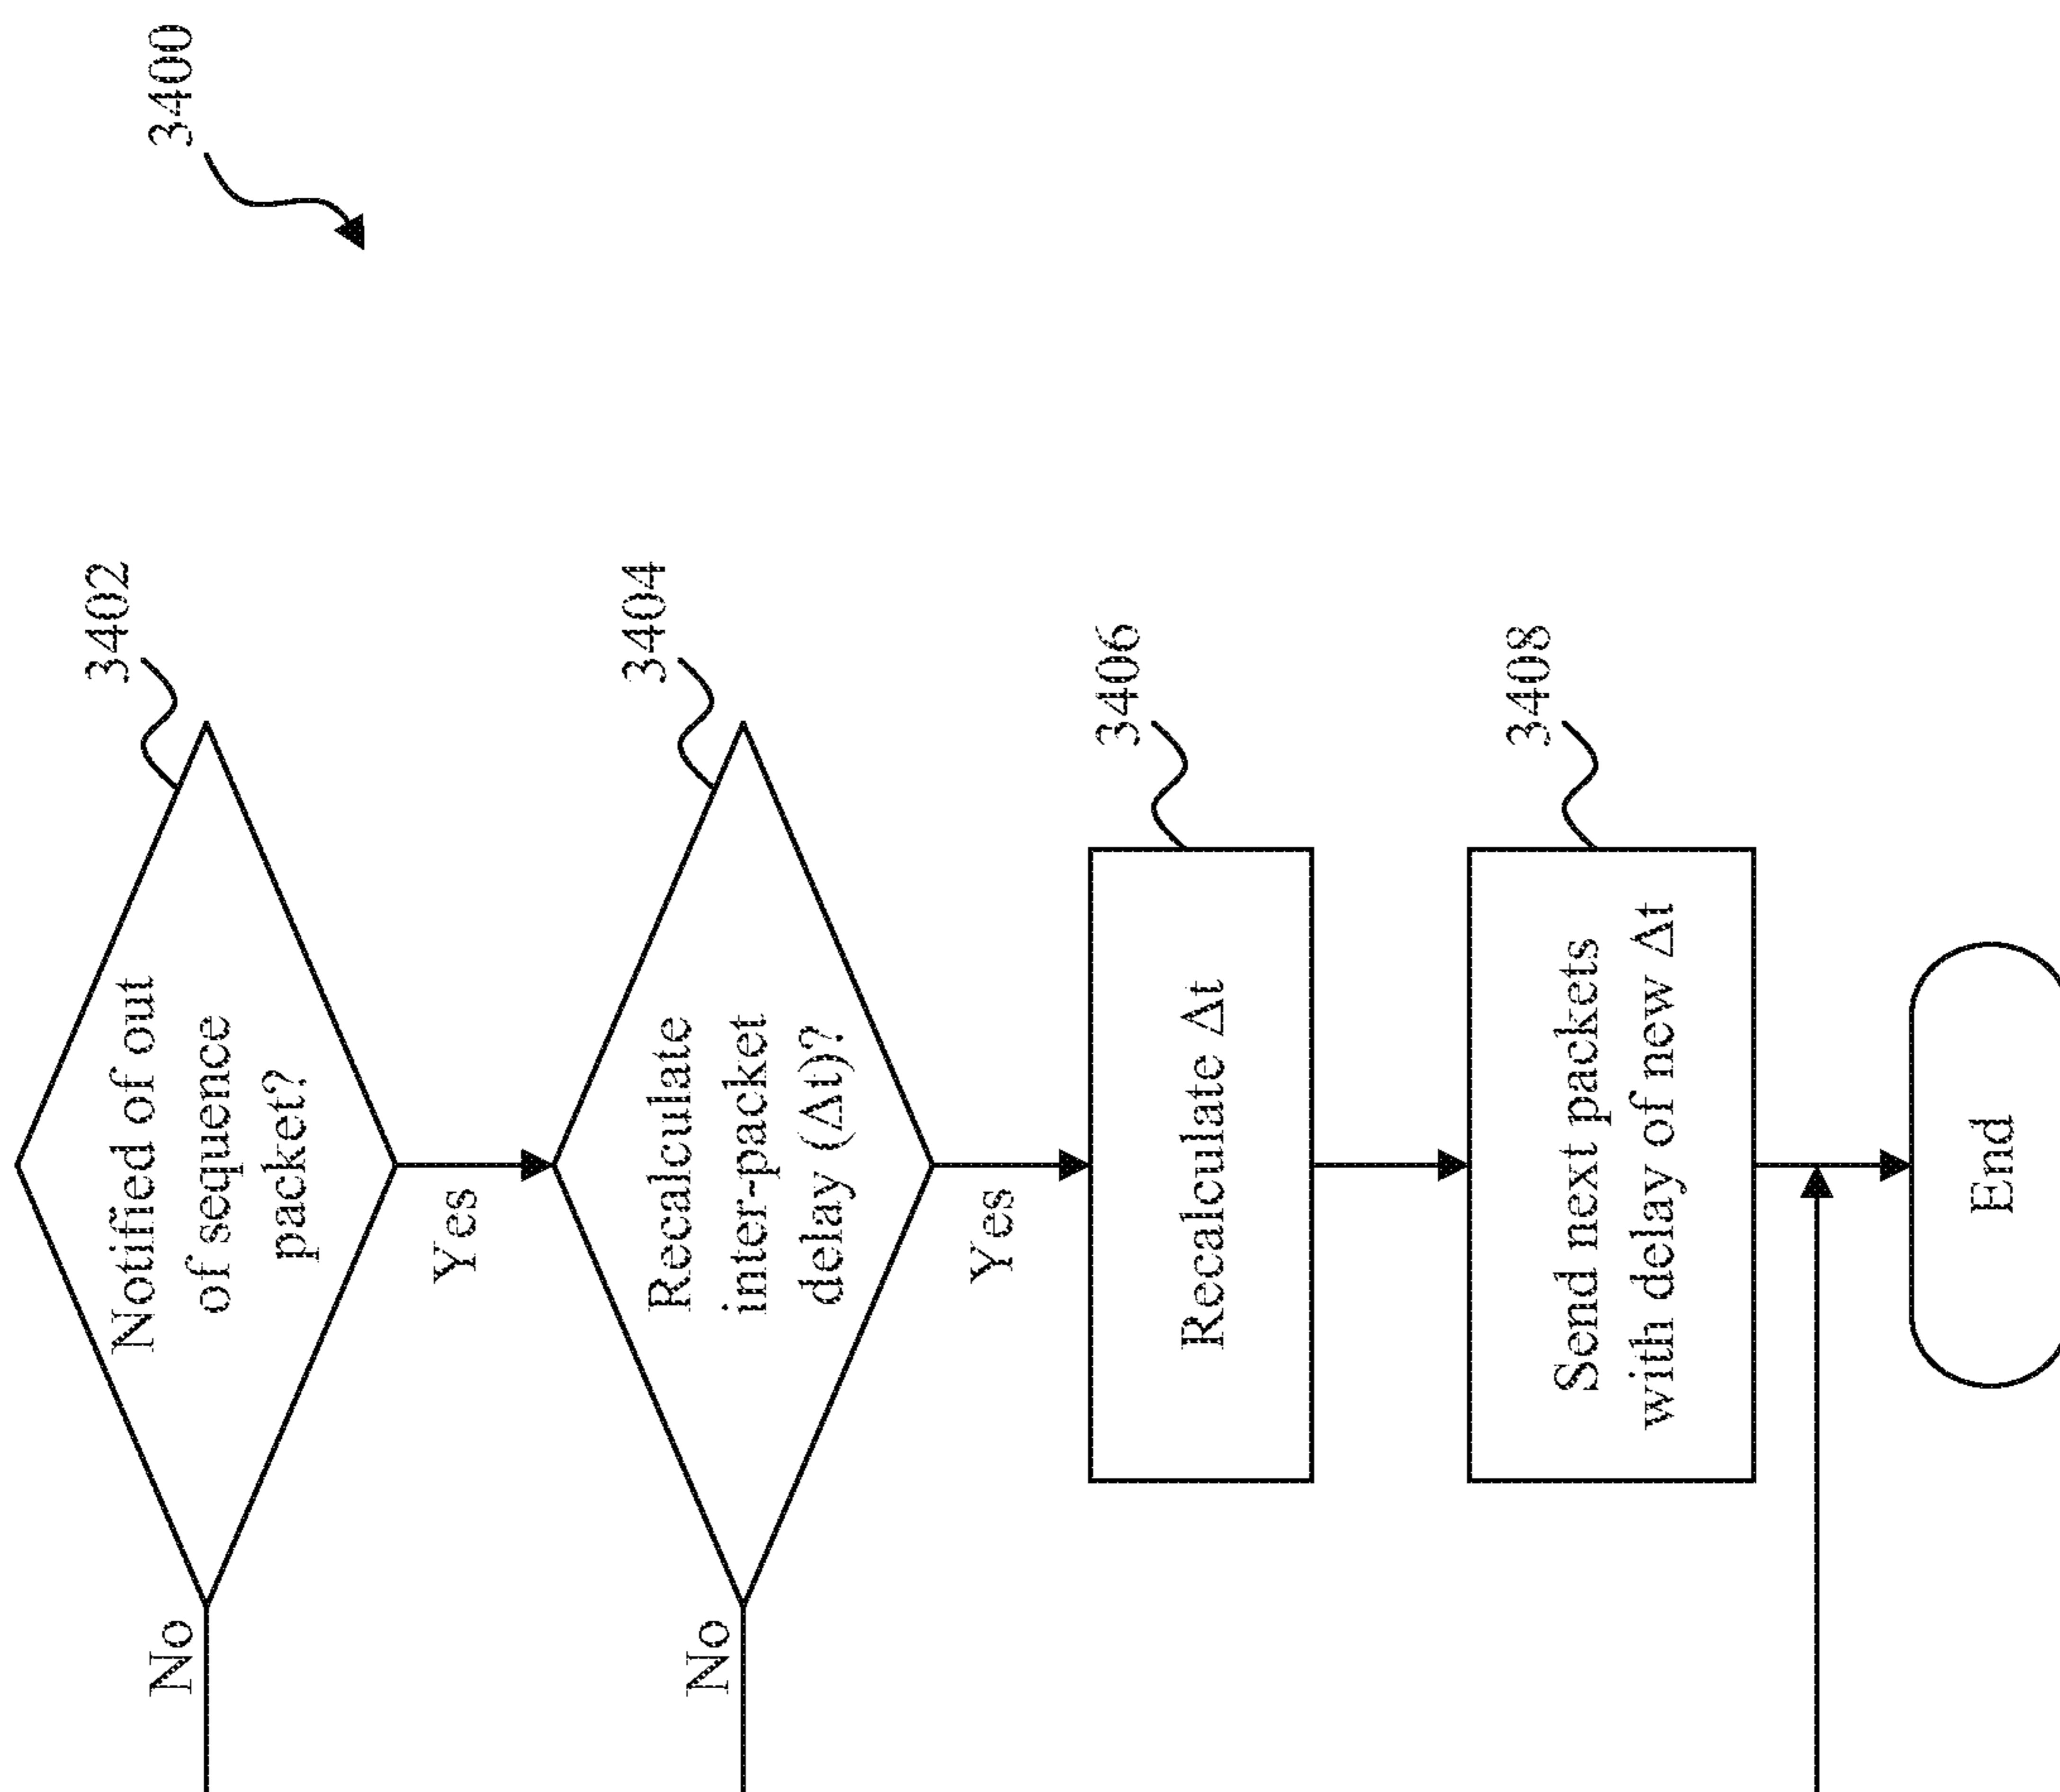 3400
3402
Notified of out
of sequence
packet?
No
Yes
3404
Recalculate
inter-packet
delay (Δt)?
No
Yes
3406
Recalculate Δt
3408
Send next packets
with delay of new Δt
End